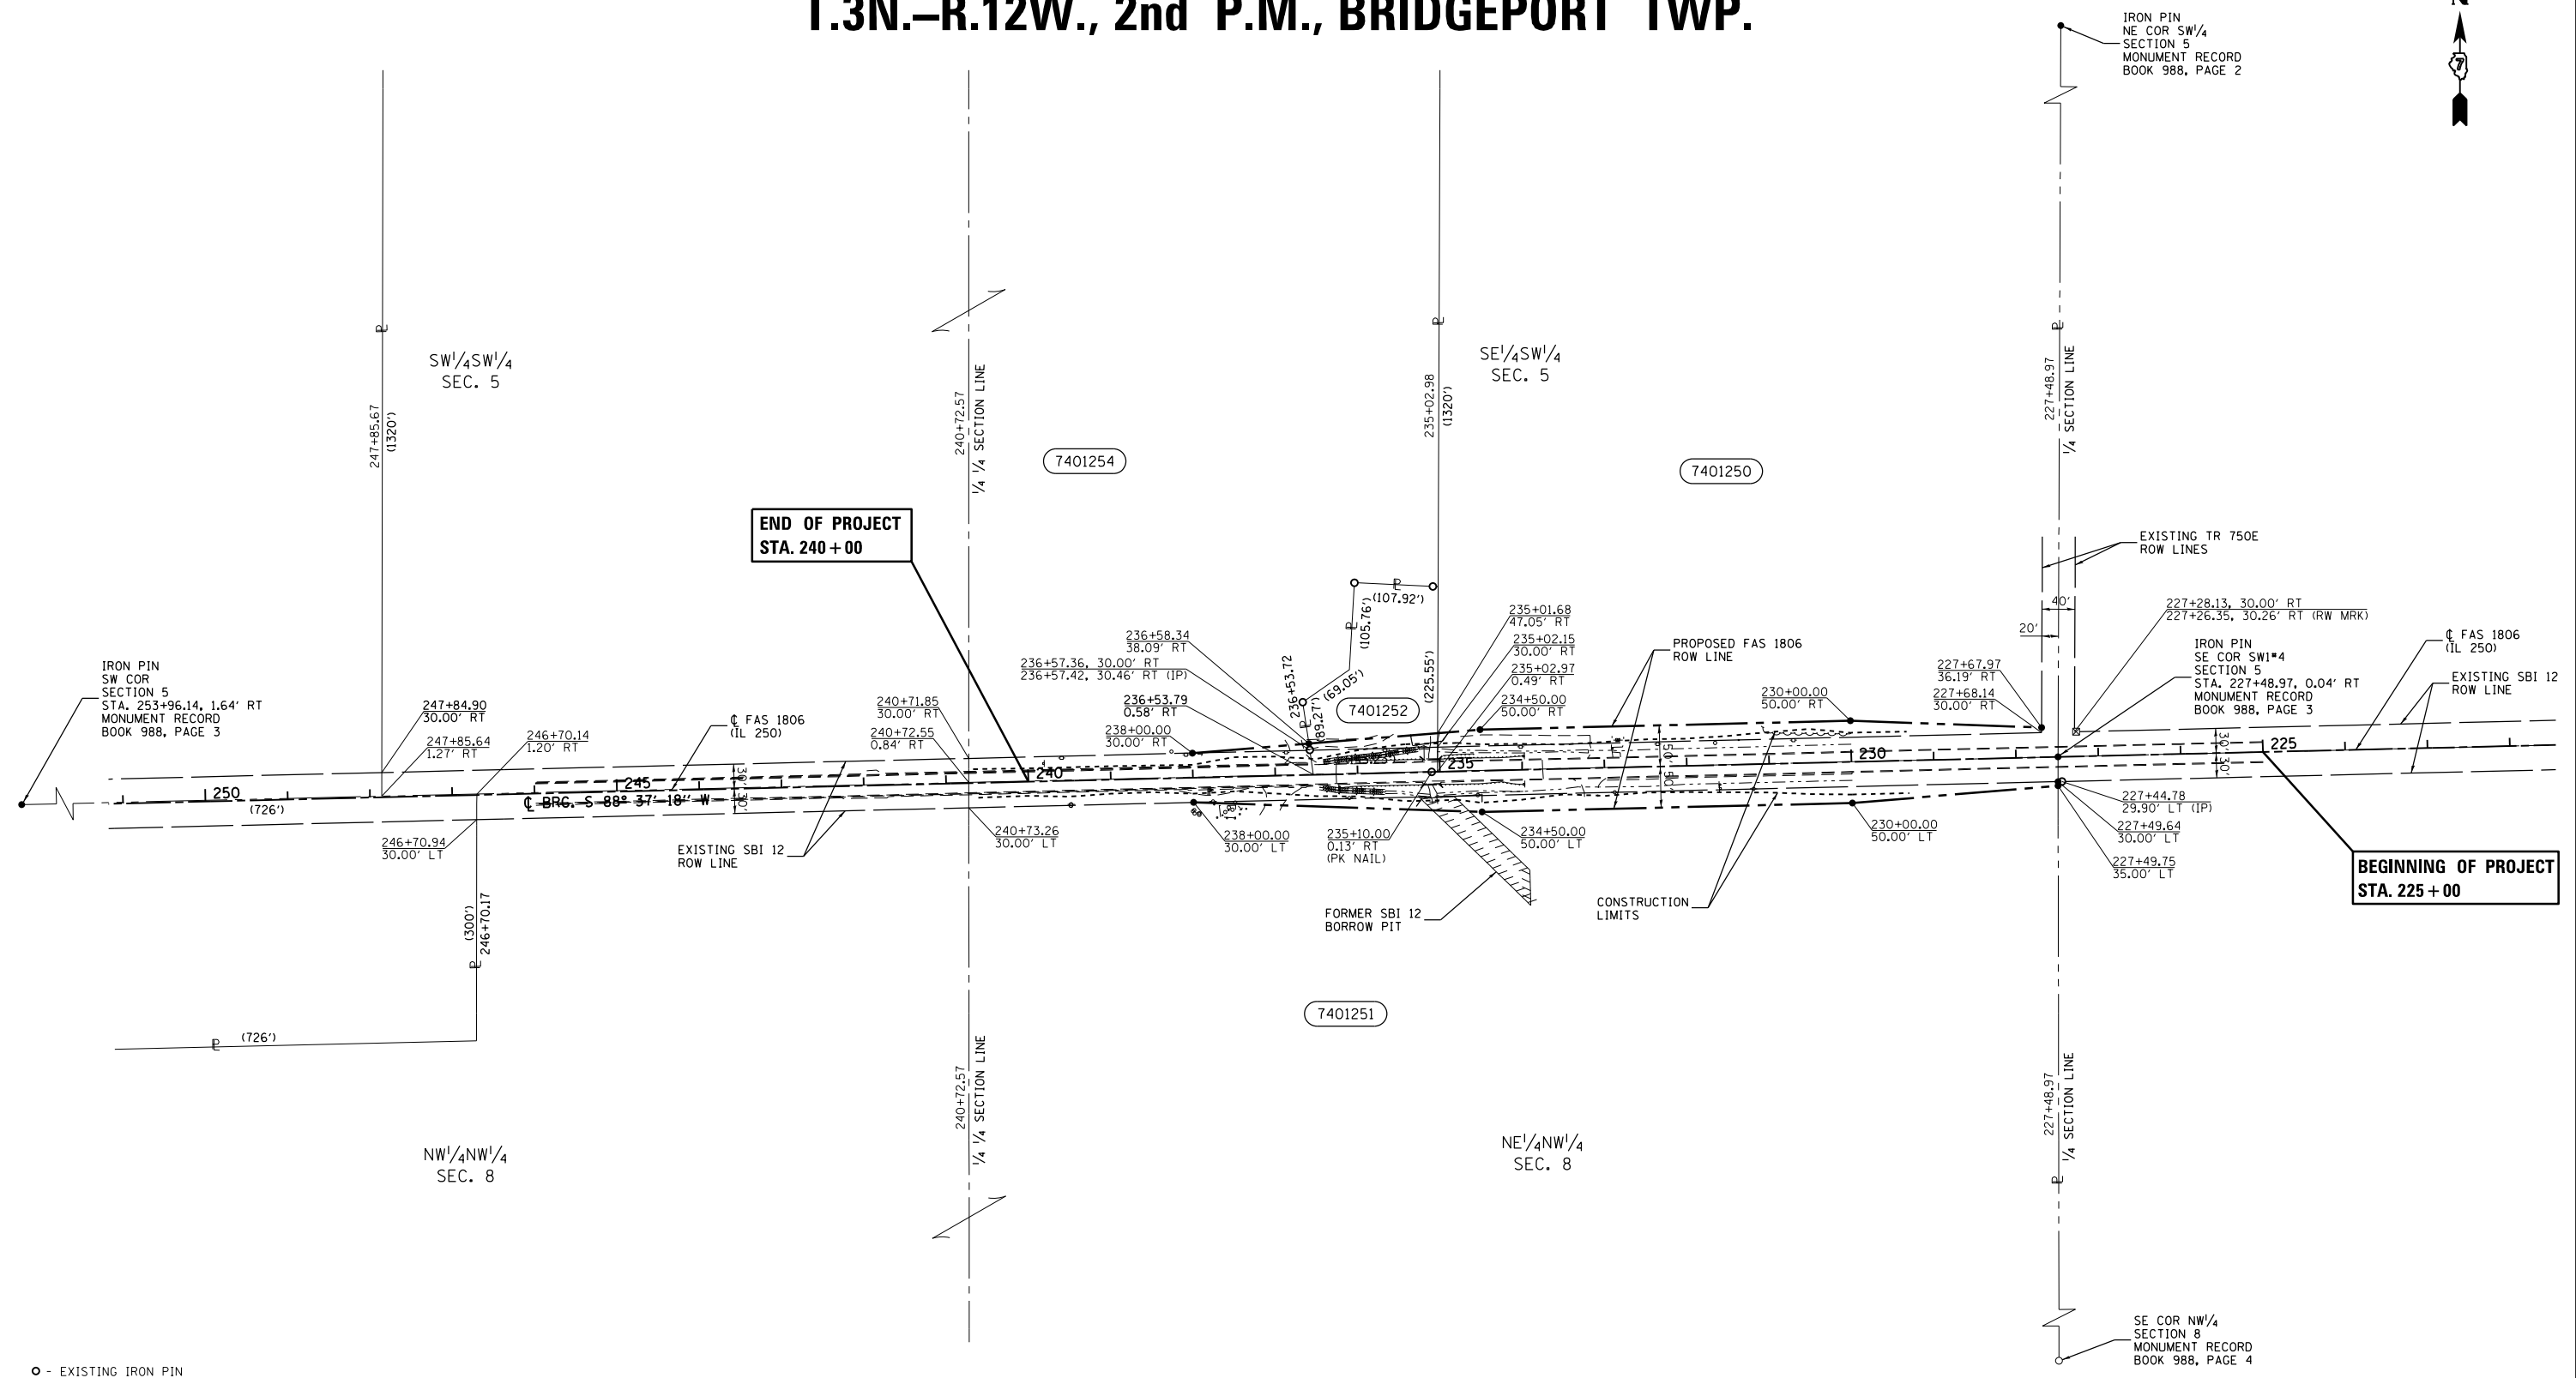 T.3N.–R.12W., 2nd P.M., BRIDGEPORT TWP.
N
7
IRON PIN
NE COR SW1/4
SECTION 5
MONUMENT RECORD
BOOK 988, PAGE 2
SW1/4SW1/4
SEC. 5
SE1/4SW1/4
SEC. 5
247+85.67
(1320')
240+72.57
1/4 1/4 SECTION LINE
235+02.98
(1320')
227+48.97
1/4 SECTION LINE
7401254
7401250
END OF PROJECT
STA. 240+00
EXISTING TR 750E
ROW LINES
40'
20'
(107.92')
(105.76')
(69.05')
(89.27')
236+53.72
(225.55')
7401252
235+01.68
47.05' RT
235+02.15
30.00' RT
235+02.97
0.49' RT
234+50.00
50.00' RT
236+58.34
38.09' RT
236+57.36, 30.00' RT
236+57.42, 30.46' RT (IP)
236+53.79
0.58' RT
238+00.00
30.00' RT
PROPOSED FAS 1806
ROW LINE
230+00.00
50.00' RT
227+67.97
36.19' RT
227+68.14
30.00' RT
227+28.13, 30.00' RT
227+26.35, 30.26' RT (RW MRK)
IRON PIN
SE COR SW1*4
SECTION 5
STA. 227+48.97, 0.04' RT
MONUMENT RECORD
BOOK 988, PAGE 3
℄ FAS 1806
(IL 250)
EXISTING SBI 12
ROW LINE
IRON PIN
SW COR
SECTION 5
STA. 253+96.14, 1.64' RT
MONUMENT RECORD
BOOK 988, PAGE 3
247+84.90
30.00' RT
247+85.64
1.27' RT
246+70.14
1.20' RT
℄ FAS 1806
(IL 250)
240+71.85
30.00' RT
240+72.55
0.84' RT
250
245
240
235
230
225
(726')
℄ BRG. S 88° 37' 18" W
30'
30'
50'
50'
30'
30'
246+70.94
30.00' LT
EXISTING SBI 12
ROW LINE
240+73.26
30.00' LT
238+00.00
30.00' LT
235+10.00
0.13' RT
(PK NAIL)
234+50.00
50.00' LT
230+00.00
50.00' LT
227+44.78
29.90' LT (IP)
227+49.64
30.00' LT
227+49.75
35.00' LT
BEGINNING OF PROJECT
STA. 225+00
FORMER SBI 12
BORROW PIT
CONSTRUCTION
LIMITS
(300')
246+70.17
(726')
7401251
240+72.57
1/4 1/4 SECTION LINE
227+48.97
1/4 SECTION LINE
NW1/4NW1/4
SEC. 8
NE1/4NW1/4
SEC. 8
SE COR NW1/4
SECTION 8
MONUMENT RECORD
BOOK 988, PAGE 4
O - EXISTING IRON PIN